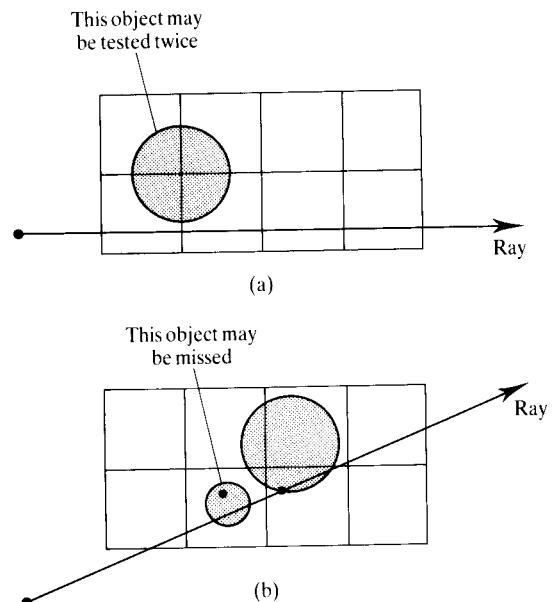 This object may
be tested twice
Ray
(a)
This object may
be missed
Ray
(b)